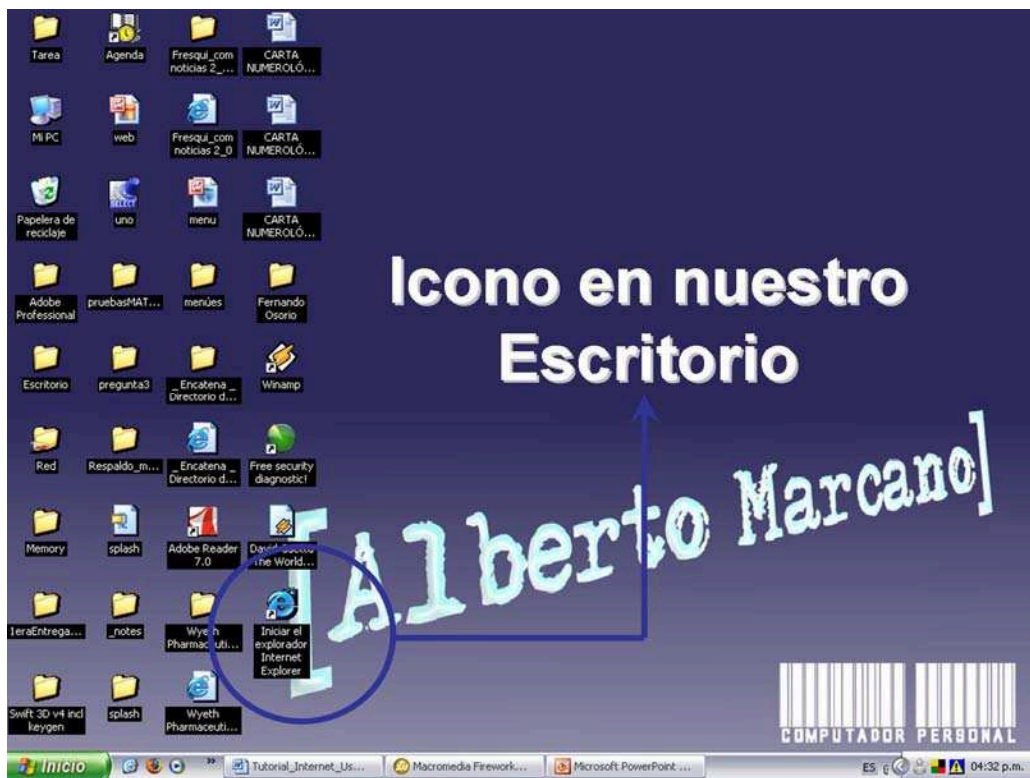 Tarea
Agenda
Fresqui_com
noticias 2_...
CARTA
NUMEROLÓ...
Mi PC
web
Fresqui_com
noticias 2_0
CARTA
NUMEROLÓ...
Papelera de
reciclaje
uno
menu
CARTA
NUMEROLÓ...
Adobe
Professional
pruebasMAT...
menúes
Fernando
Osorio
Icono en nuestro
Escritorio
Escritorio
pregunta3
_Encatena_
Directorio d...
Winamp
Red
Respaldo_m...
_Encatena_
Directorio d...
Free security
diagnostic!
[Alberto Marcano]
Memory
splash
Adobe Reader
7.0
David
The World...
1eraEntrega...
_notes
Wyeth
Pharmaceuti...
Iniciar el
explorador
Internet
Explorer
Swift 3D v4 incl
keygen
splash
Wyeth
Pharmaceuti...
COMPUTADOR PERSONAL
Inicio
Tutorial_Internet_Us...
Macromedia Firework...
Microsoft PowerPoint ...
ES
04:32 p.m.